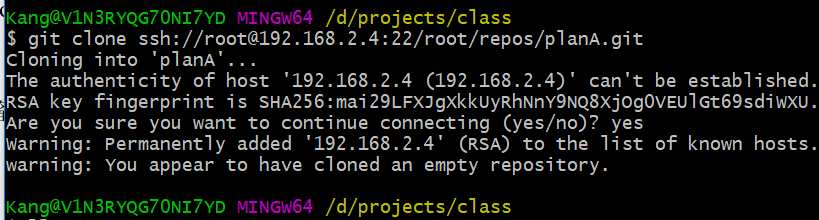 Kang@V1N3RYQG70NI7YD MINGW64 /d/projects/class
$ git clone ssh://root@192.168.2.4:22/root/repos/planA.git
Cloning into 'planA'...
The authenticity of host '192.168.2.4 (192.168.2.4)' can't be established.
RSA key fingerprint is SHA256:mai29LFXJgXkkUyRhNnY9NQ8XjOg0VEUlGt69sdiWXU.
Are you sure you want to continue connecting (yes/no)? yes
Warning: Permanently added '192.168.2.4' (RSA) to the list of known hosts.
warning: You appear to have cloned an empty repository.
Kang@V1N3RYQG70NI7YD MINGW64 /d/projects/class